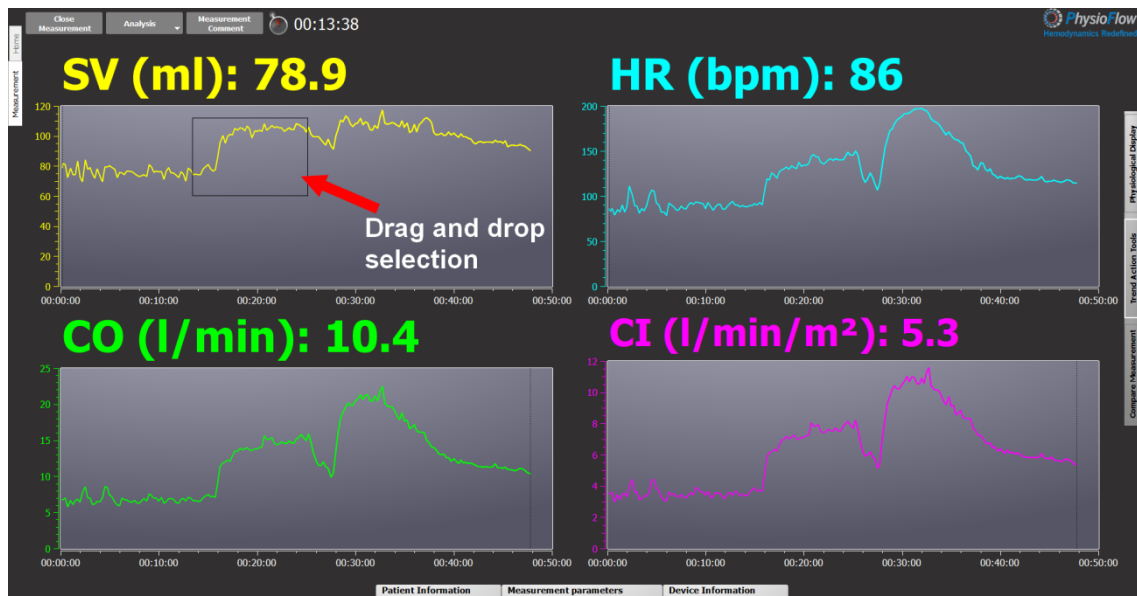 Close
Measurement
Analysis
Measurement
Comment
00:13:38
PhysioFlow
Hemodynamics Redefined
Home
Measurement
SV (ml): 78.9
120
100
80
60
40
20
0
00:00:00 00:10:00 00:20:00 00:30:00 00:40:00 00:50:00
Drag and drop
selection
HR (bpm): 86
200
150
100
50
0
00:00:00 00:10:00 00:20:00 00:30:00 00:40:00 00:50:00
CO (l/min): 10.4
25
20
15
10
5
0
00:00:00 00:10:00 00:20:00 00:30:00 00:40:00 00:50:00
CI (l/min/m²): 5.3
12
10
8
6
4
2
0
00:00:00 00:10:00 00:20:00 00:30:00 00:40:00 00:50:00
Physiological Display
Trend Action Tools
Compare Measurement
Patient Information
Measurement parameters
Device Information